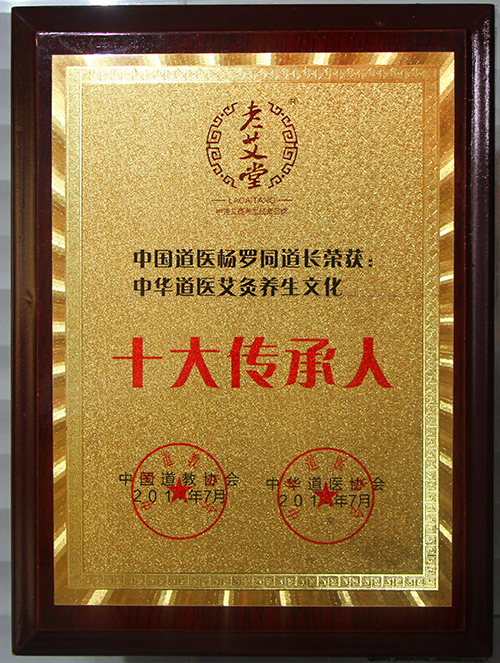 老艾堂
®
LAOAITANG
中国道医杨罗同道长荣获：
中华道医艾灸养生文化
十大传承人
中国道教协会
中华道医协会